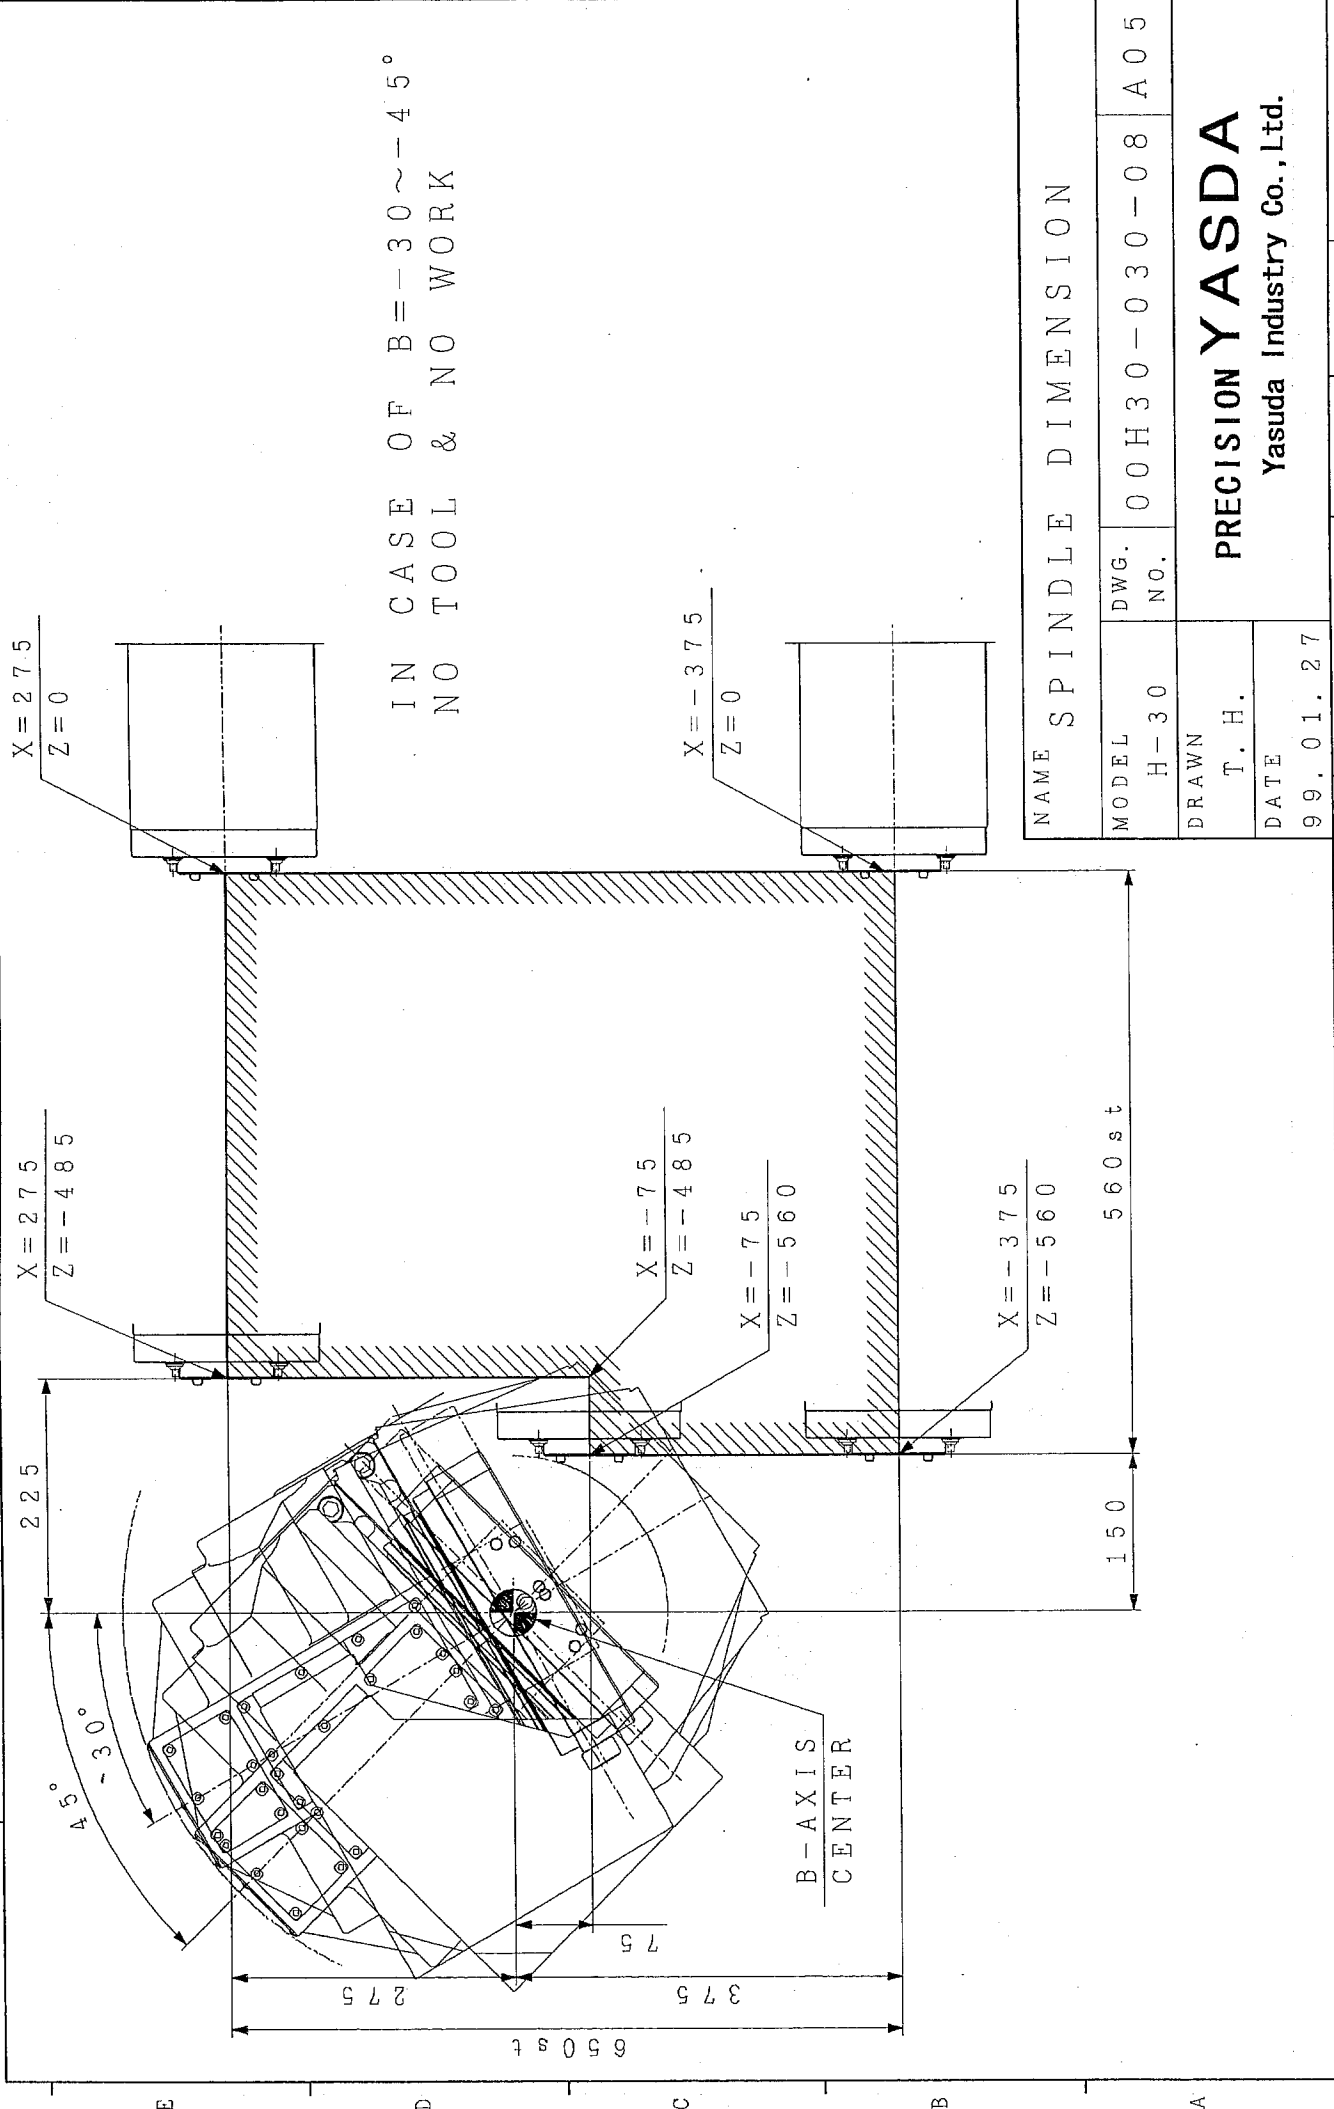 X=275
Z=-485
X=275
Z=0
IN CASE OF B=-30~-45°
NO TOOL & NO WORK
225
45°
~30°
X=-75
Z=-485
X=-75
Z=-560
X=-375
Z=0
X=-375
Z=-560
560st
150
B-AXIS
CENTER
75
275
375
650st
E
D
C
B
A
NAME
SPINDLE DIMENSION
MODEL
H-30
DWG.
NO.
00H30-030-08
A05
DRAWN
T. H.
DATE
99. 01. 27
PRECISION YASDA
Yasuda Industry Co., Ltd.